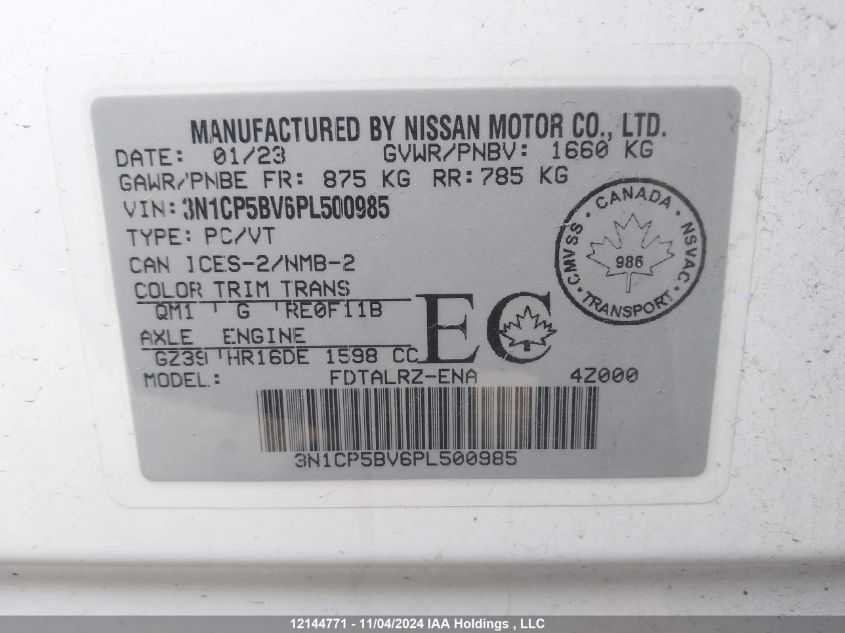 MANUFACTURED BY NISSAN MOTOR CO., LTD.
DATE: 01/23 GVWR/PNBV: 1660 KG
GAWR/PNBE FR: 875 KG RR: 785 KG
VIN: 3N1CP5BV6PL500985
TYPE: PC/VT
CAN ICES-2/NMB-2
COLOR TRIM TRANS
QM1 G RE0F11B
AXLE ENGINE
GZ39 HR16DE 1598 CC
EC
MODEL: FDTALRZ-ENA 4Z000
3N1CP5BV6PL500985
CANADA
CMVSS 986 NSVAC
TRANSPORT
12144771 - 11/04/2024 IAA Holdings , LLC